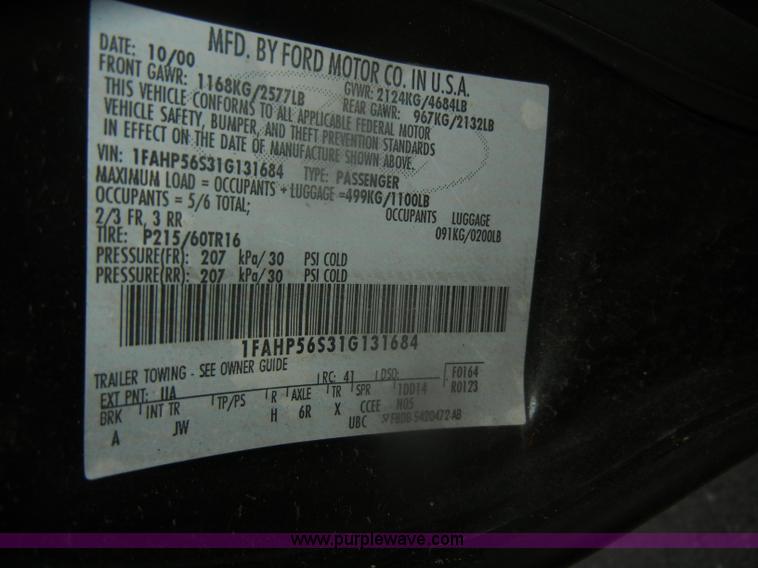 MFD. BY FORD MOTOR CO. IN U.S.A.
DATE: 10/00 GVWR: 2124KG/4684LB
FRONT GAWR: 1168KG/2577LB REAR GAWR: 967KG/2132LB
THIS VEHICLE CONFORMS TO ALL APPLICABLE FEDERAL MOTOR
VEHICLE SAFETY, BUMPER, AND THEFT PREVENTION STANDARDS
IN EFFECT ON THE DATE OF MANUFACTURE SHOWN ABOVE.
VIN: 1FAHP56S31G131684 TYPE: PASSENGER
MAXIMUM LOAD = OCCUPANTS + LUGGAGE =499KG/1100LB
OCCUPANTS = 5/6 TOTAL; OCCUPANTS LUGGAGE
2/3 FR, 3 RR 091KG/0200LB
TIRE: P215/60TR16
PRESSURE(FR): 207 kPa/30 PSI COLD
PRESSURE(RR): 207 kPa/30 PSI COLD
1FAHP56S31G131684
TRAILER TOWING - SEE OWNER GUIDE
EXT PNT: UA RC: 41 DSO: F0164
BRK INT TR TP/PS R AXLE TR SPR 1DD14 R0123
A JW H 6R X CCEE N05
UBC F8DB-5420472-AB
www.purplewave.com